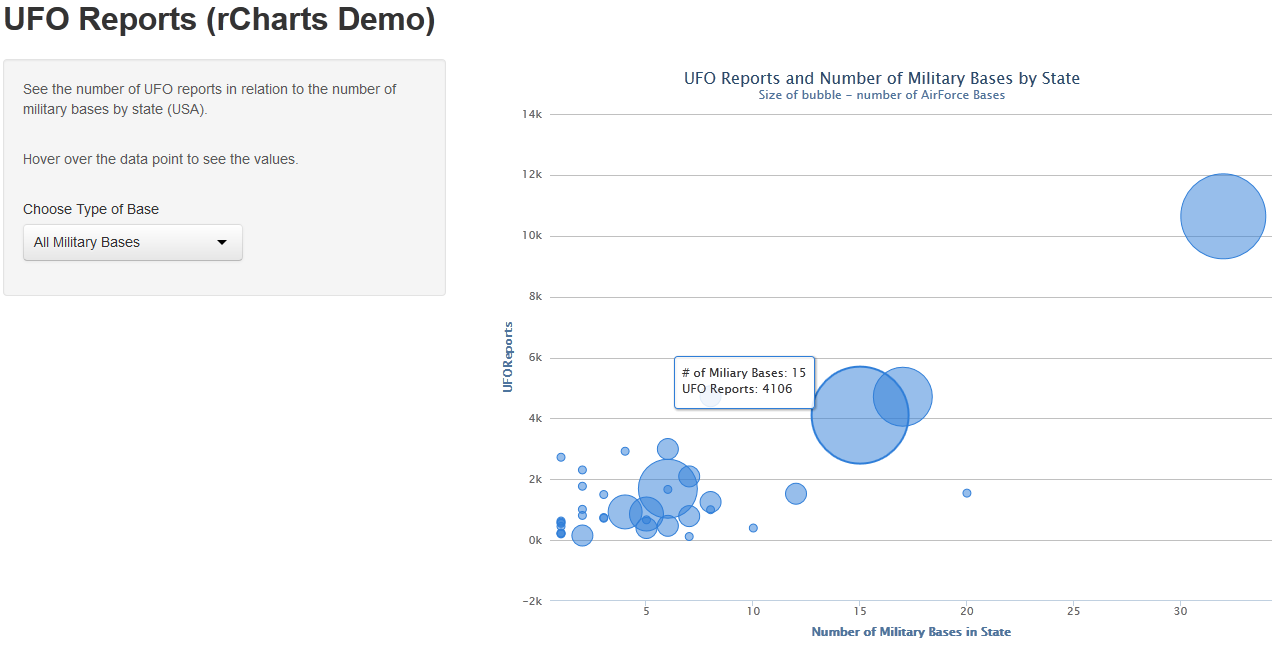 UFO Reports (rCharts Demo)
See the number of UFO reports in relation to the number of
military bases by state (USA).
Hover over the data point to see the values.
Choose Type of Base
All Military Bases
UFO Reports and Number of Military Bases by State
Size of bubble - number of AirForce Bases
14k
12k
10k
8k
6k
4k
2k
0k
-2k
UFOReports
# of Miliary Bases: 15
UFO Reports: 4106
5
10
15
20
25
30
Number of Military Bases in State